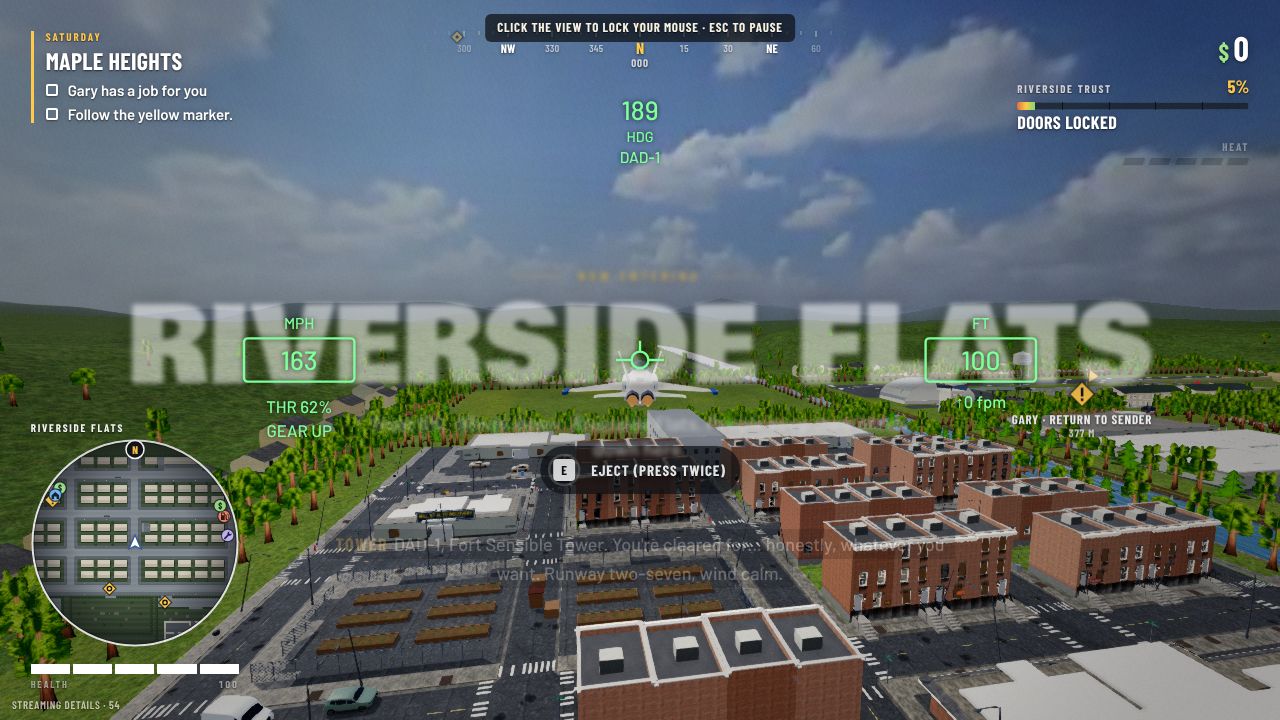 CLICK THE VIEW TO LOCK YOUR MOUSE · ESC TO PAUSE
SATURDAY
MAPLE HEIGHTS
Gary has a job for you
Follow the yellow marker.
300 NW 330 345 N 15 30 NE 60
000
189
HDG
DAD-1
$0
RIVERSIDE TRUST 5%
DOORS LOCKED
HEAT
NOW ENTERING
RIVERSIDE FLATS
MPH
163
THR 62%
GEAR UP
FT
100
↑0 fpm
GARY · RETURN TO SENDER
377 M
E EJECT (PRESS TWICE)
TOWER DAD-1, Fort Sensible Tower. You're cleared for... honestly, whatever you
want. Runway two-seven, wind calm.
RIVERSIDE FLATS
N
HEALTH 100
STREAMING DETAILS · 54